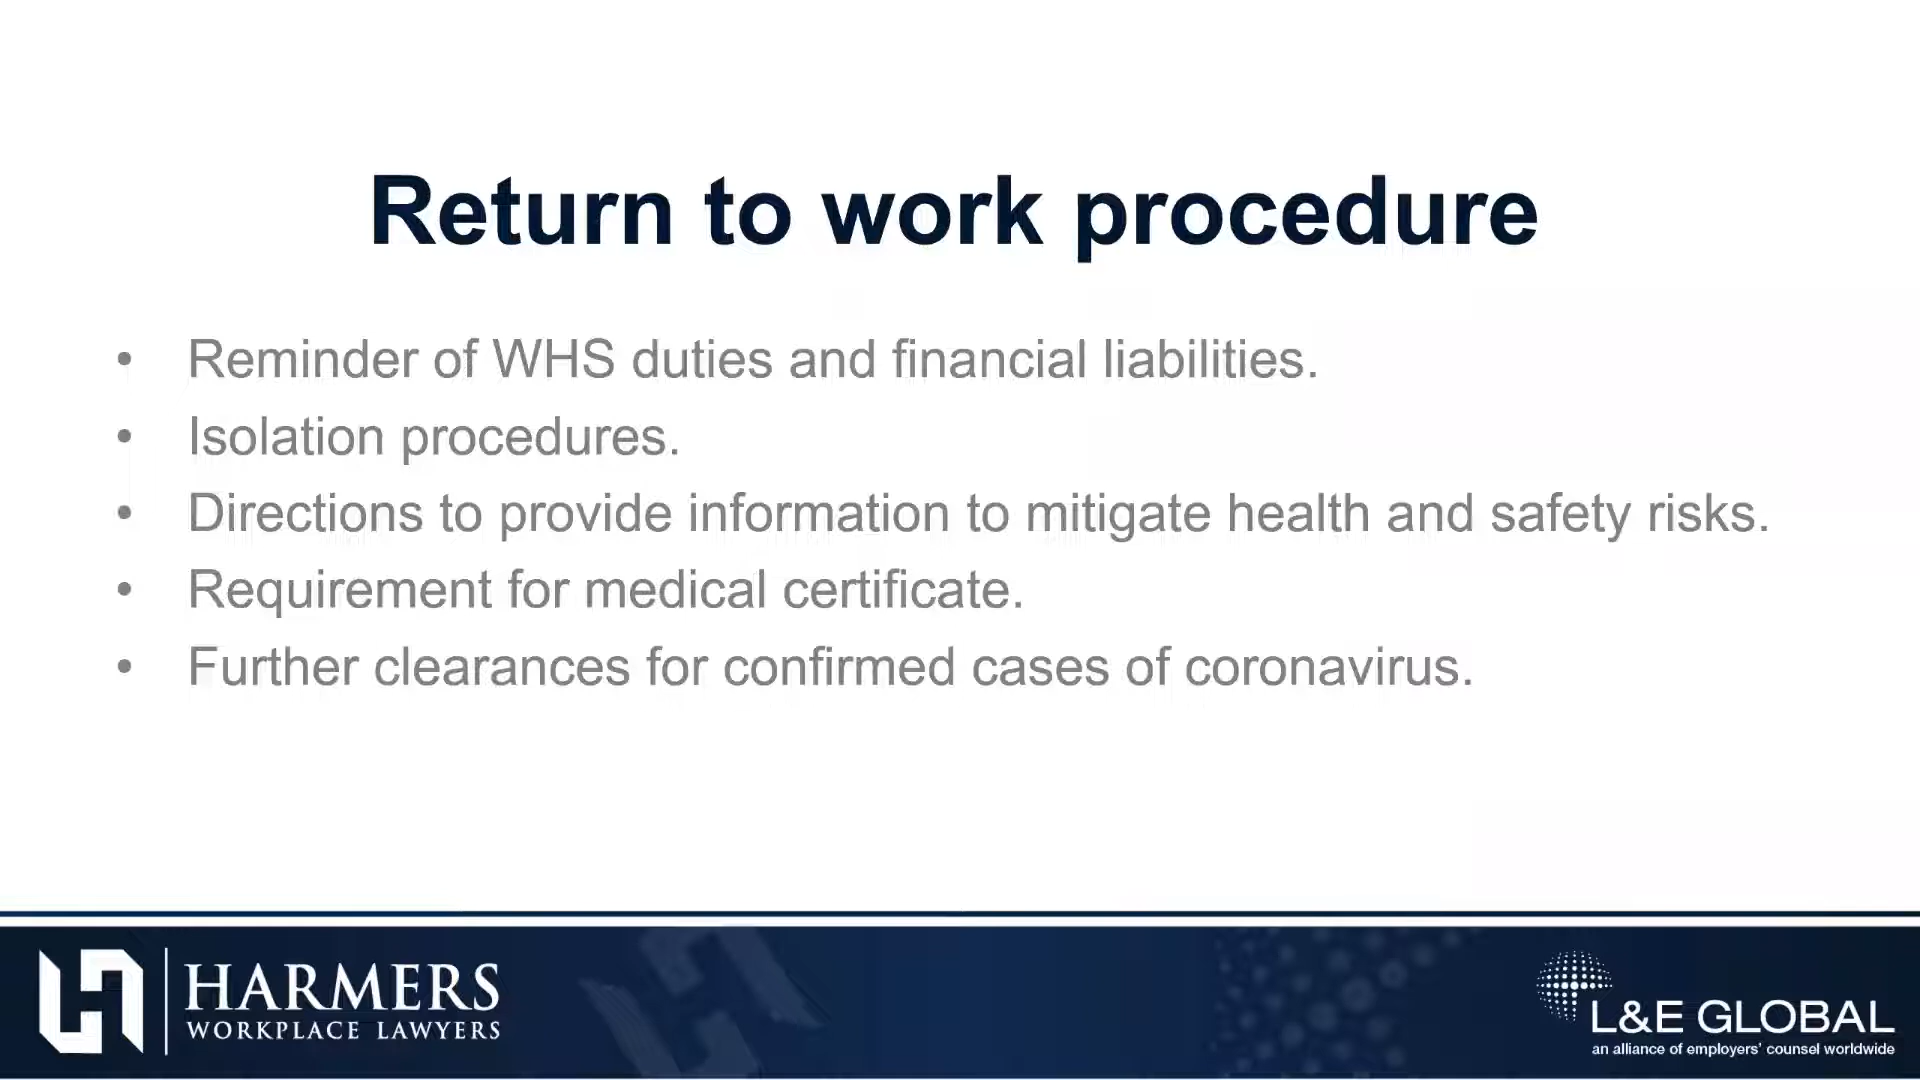 Return to work procedure
• Reminder of WHS duties and financial liabilities.
• Isolation procedures.
• Directions to provide information to mitigate health and safety risks.
• Requirement for medical certificate.
• Further clearances for confirmed cases of coronavirus.
HARMERS
WORKPLACE LAWYERS
L&E GLOBAL
an alliance of employers' counsel worldwide